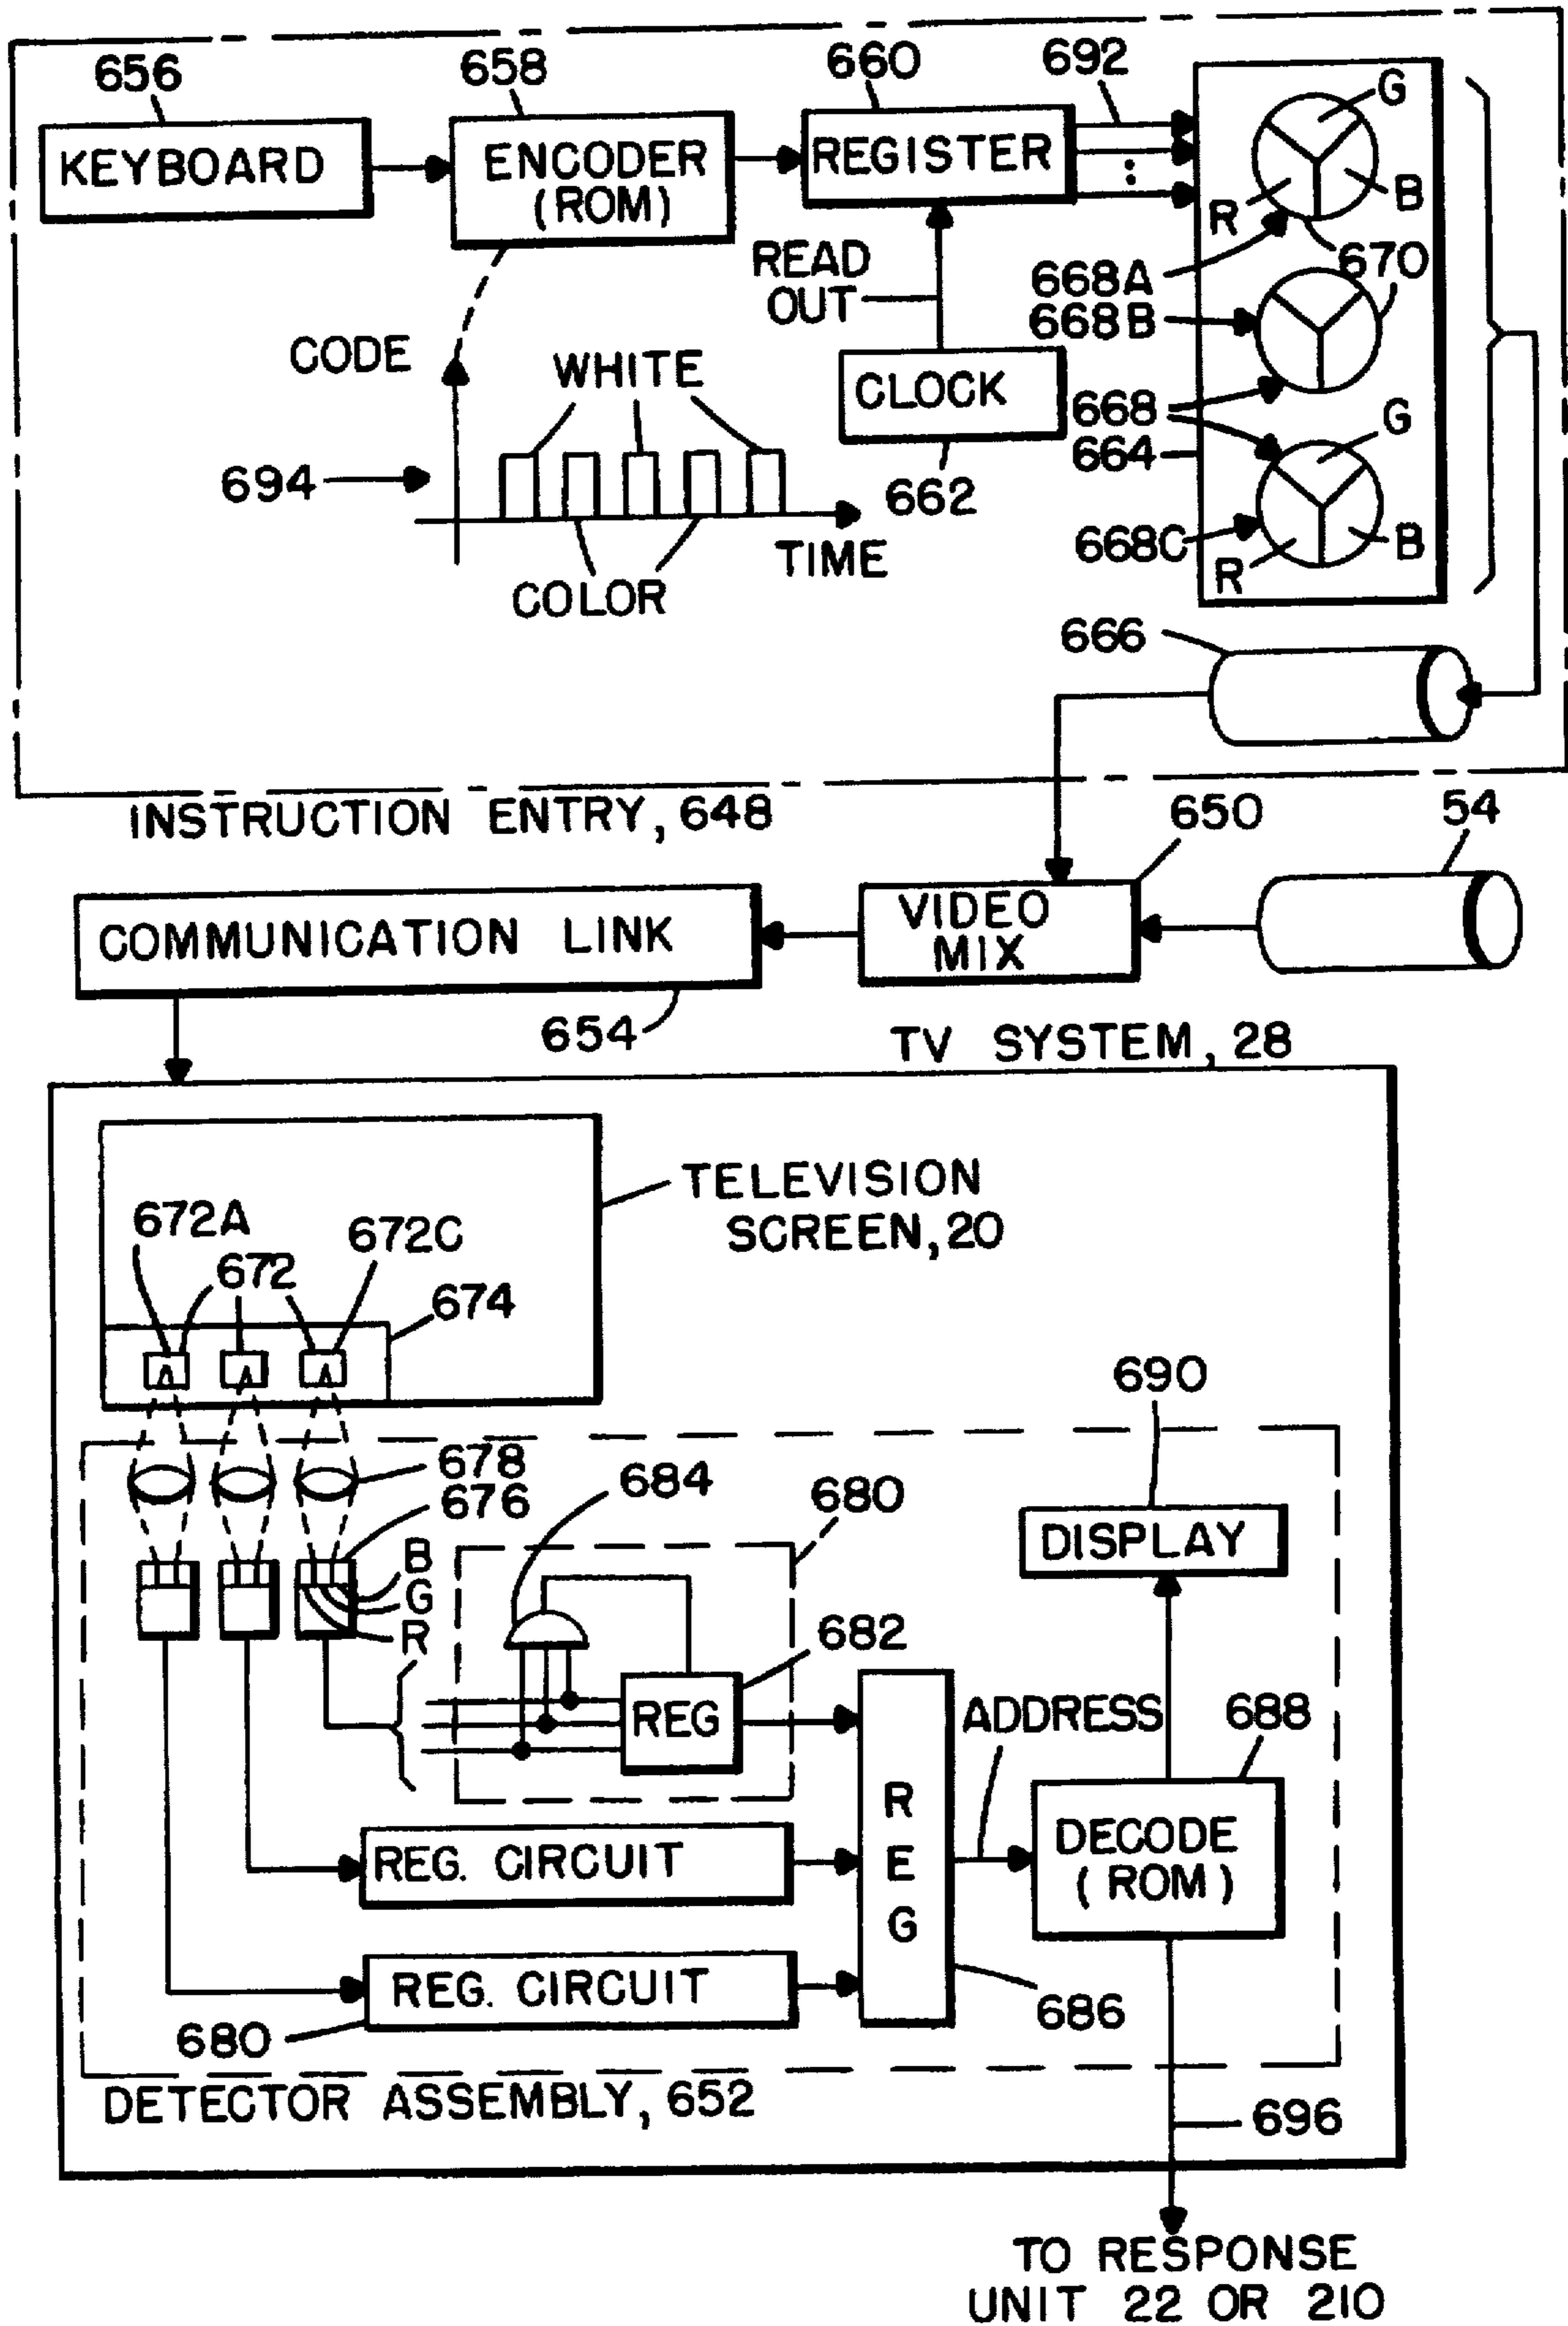 656
658
660
692
G
KEYBOARD
ENCODER
(ROM)
REGISTER
R
B
READ
OUT
668A
670
668B
CODE
WHITE
CLOCK
668
G
664
694
662
668C
B
R
TIME
COLOR
666
INSTRUCTION ENTRY, 648
650
54
COMMUNICATION LINK
VIDEO
MIX
654
TV SYSTEM, 28
TELEVISION
SCREEN, 20
672A
672C
672
674
690
678
684
680
676
DISPLAY
B
G
R
682
REG
ADDRESS
688
REG
DECODE
(ROM)
REG. CIRCUIT
REG. CIRCUIT
686
680
DETECTOR ASSEMBLY, 652
696
TO RESPONSE
UNIT 22 OR 210